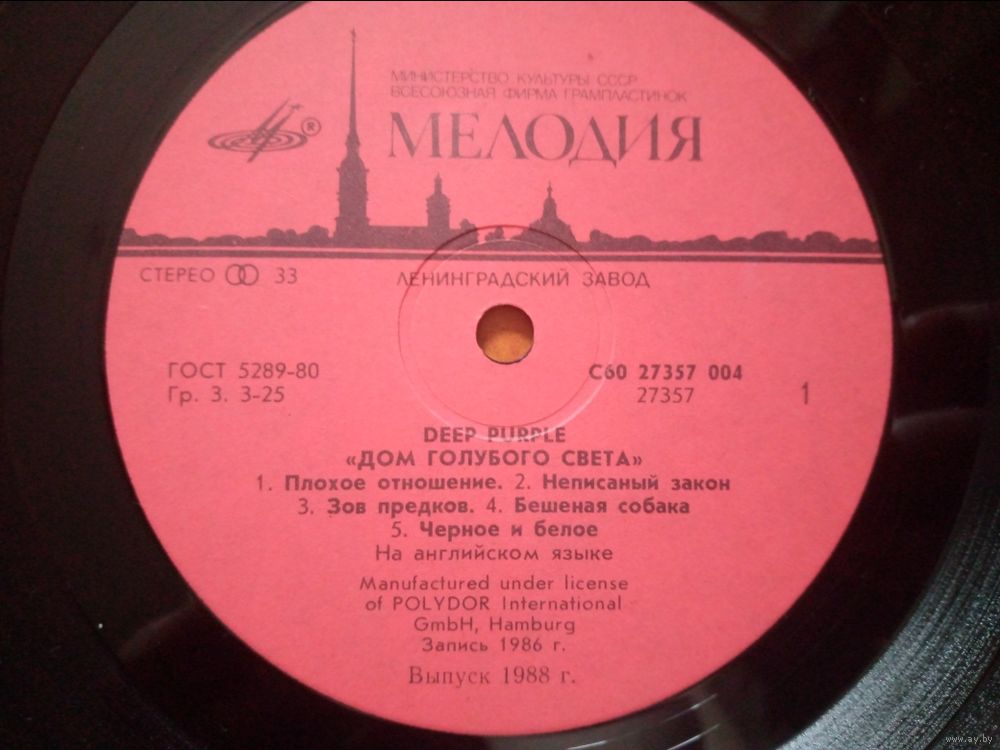 МИНИСТЕРСТВО КУЛЬТУРЫ СССР
ВСЕСОЮЗНАЯ ФИРМА ГРАМПЛАСТИНОК
МЕЛОДИЯ
®
СТЕРЕО 33
ЛЕНИНГРАДСКИЙ ЗАВОД
ГОСТ 5289-80
Гр. 3. 3-25
С60 27357 004
27357
1
DEEP PURPLE
«ДОМ ГОЛУБОГО СВЕТА»
1. Плохое отношение. 2. Неписаный закон
3. Зов предков. 4. Бешеная собака
5. Черное и белое
На английском языке
Manufactured under license
of POLYDOR International
GmbH, Hamburg
Запись 1986 г.
Выпуск 1988 г.
www.ay.by